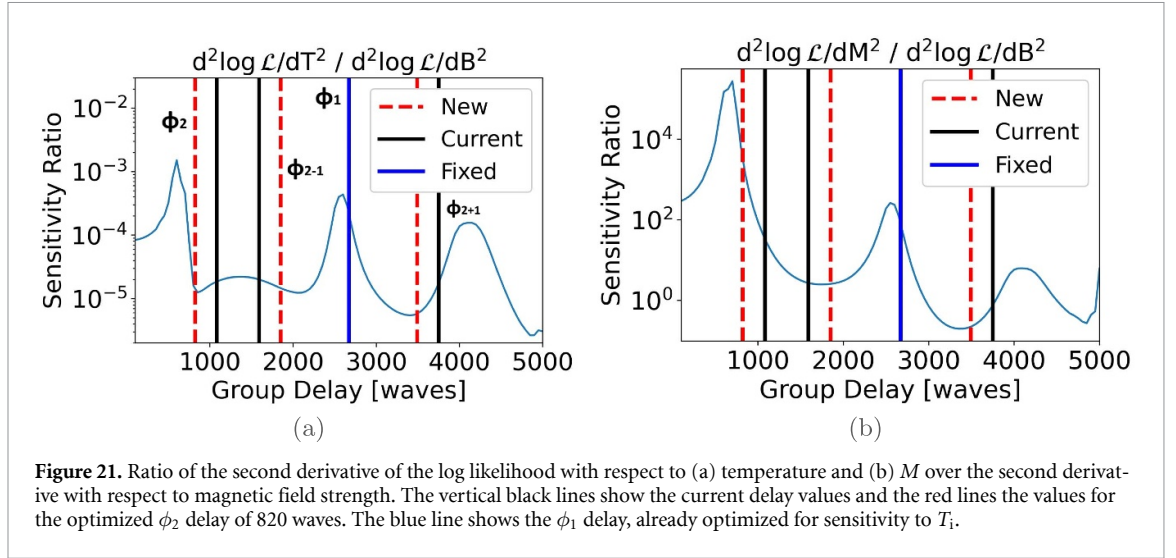 d²log ℒ/dT² / d²log ℒ/dB²
Sensitivity Ratio
10⁻²
10⁻³
10⁻⁴
10⁻⁵
ϕ₂
ϕ₂₋₁
ϕ₁
ϕ₂₊₁
New
Current
Fixed
1000 2000 3000 4000 5000
Group Delay [waves]
(a)
d²log ℒ/dM² / d²log ℒ/dB²
Sensitivity Ratio
10⁴
10²
10⁰
New
Current
Fixed
1000 2000 3000 4000 5000
Group Delay [waves]
(b)
Figure 21. Ratio of the second derivative of the log likelihood with respect to (a) temperature and (b) M over the second derivat-
ive with respect to magnetic field strength. The vertical black lines show the current delay values and the red lines the values for
the optimized ϕ₂ delay of 820 waves. The blue line shows the ϕ₁ delay, already optimized for sensitivity to Tᵢ.